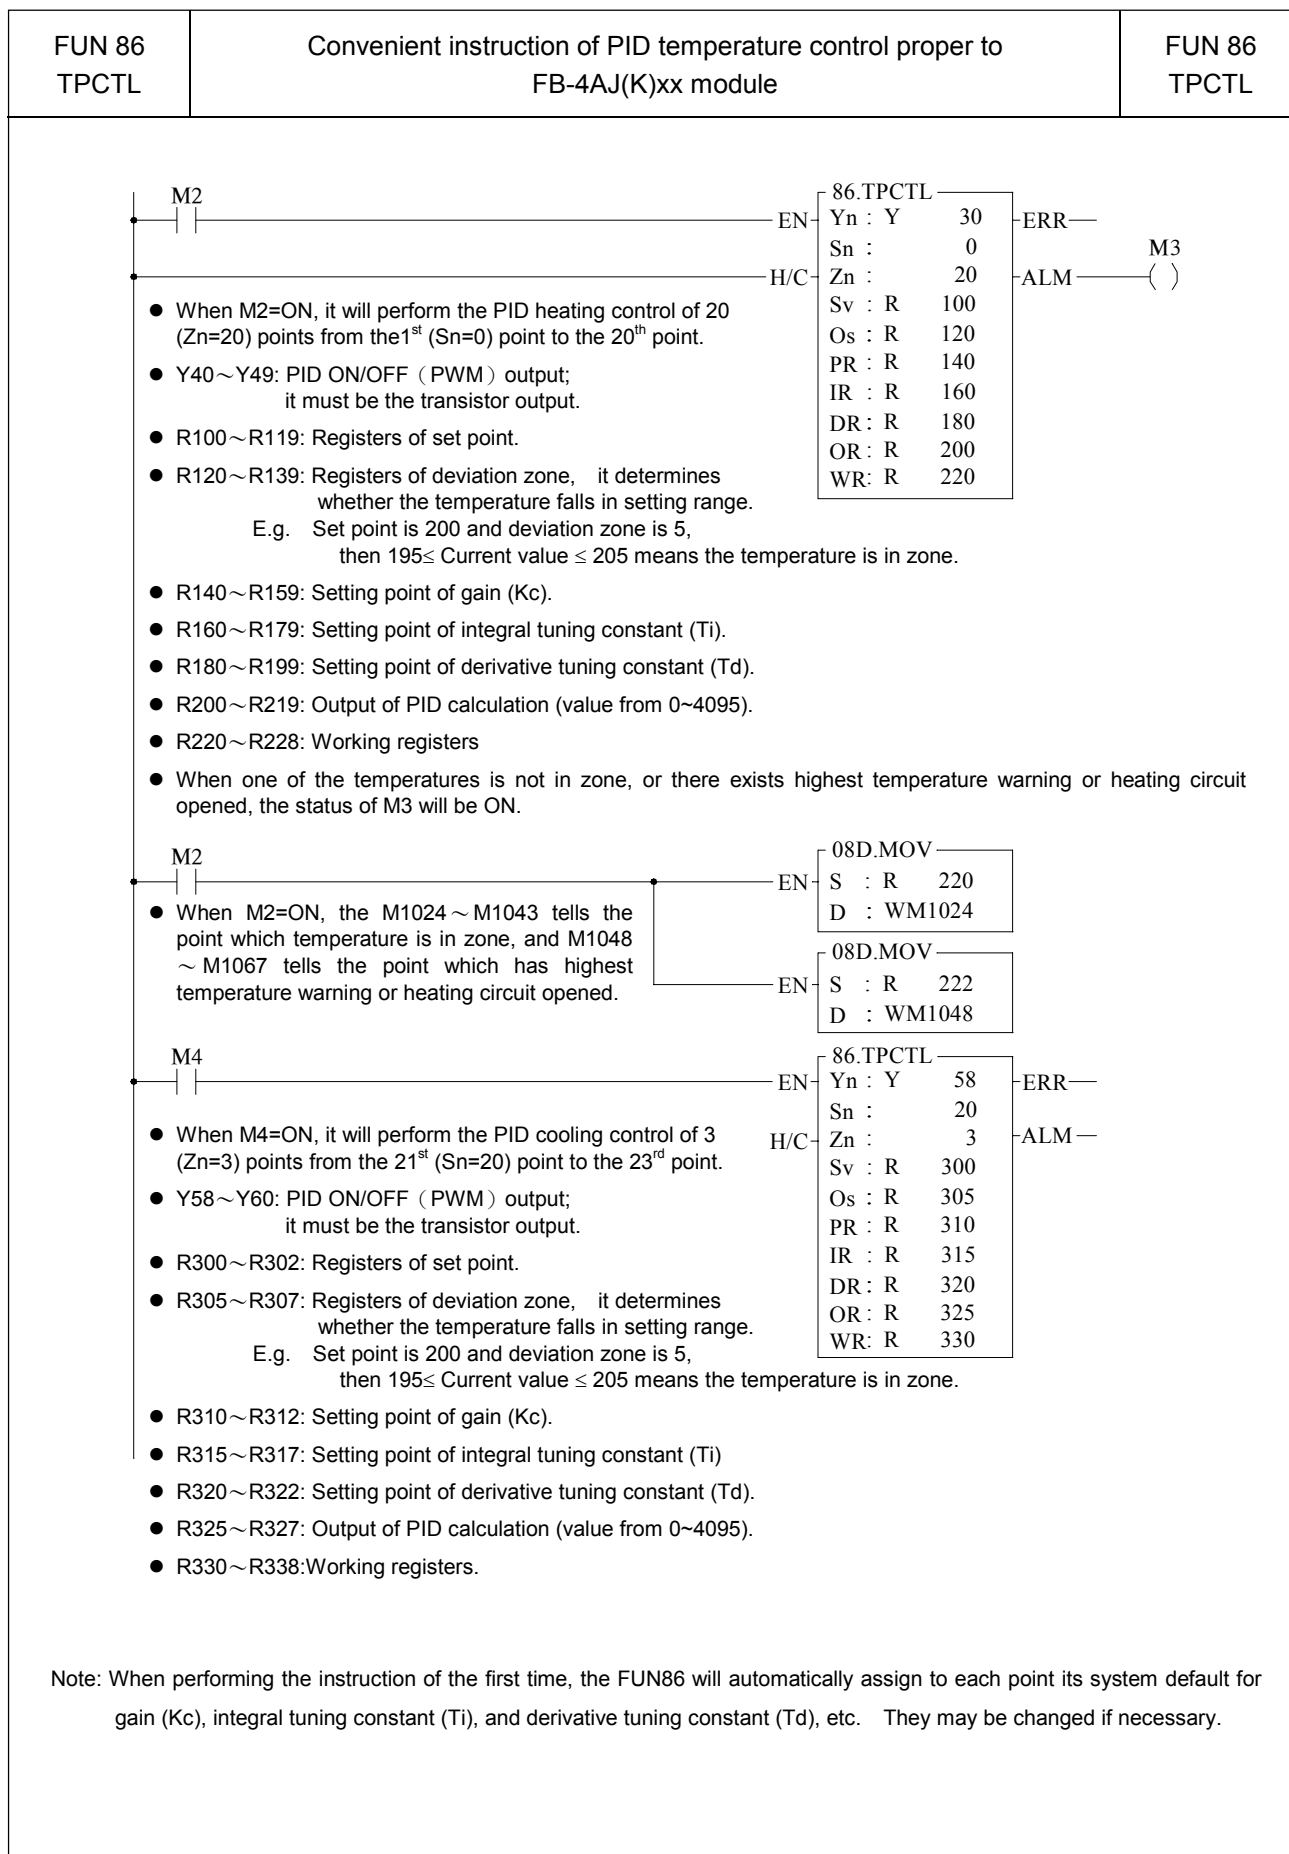 FUN 86
TPCTL
Convenient instruction of PID temperature control proper to
FB-4AJ(K)xx module
FUN 86
TPCTL
M2
EN
86.TPCTL
Yn : Y 30
ERR
Sn : 0
M3
H/C
Zn : 20
ALM
( )
Sv : R 100
Os : R 120
PR : R 140
IR : R 160
DR : R 180
OR : R 200
WR: R 220
● When M2=ON, it will perform the PID heating control of 20
(Zn=20) points from the1st (Sn=0) point to the 20th point.
● Y40～Y49: PID ON/OFF（PWM）output;
it must be the transistor output.
● R100～R119: Registers of set point.
● R120～R139: Registers of deviation zone, it determines
whether the temperature falls in setting range.
E.g. Set point is 200 and deviation zone is 5,
then 195≤ Current value ≤ 205 means the temperature is in zone.
● R140～R159: Setting point of gain (Kc).
● R160～R179: Setting point of integral tuning constant (Ti).
● R180～R199: Setting point of derivative tuning constant (Td).
● R200～R219: Output of PID calculation (value from 0~4095).
● R220～R228: Working registers
● When one of the temperatures is not in zone, or there exists highest temperature warning or heating circuit
opened, the status of M3 will be ON.
M2
EN
08D.MOV
S : R 220
D : WM1024
EN
08D.MOV
S : R 222
D : WM1048
● When M2=ON, the M1024～M1043 tells the
point which temperature is in zone, and M1048
～M1067 tells the point which has highest
temperature warning or heating circuit opened.
M4
EN
86.TPCTL
Yn : Y 58
ERR
Sn : 20
H/C
Zn : 3
ALM
Sv : R 300
Os : R 305
PR : R 310
IR : R 315
DR : R 320
OR : R 325
WR: R 330
● When M4=ON, it will perform the PID cooling control of 3
(Zn=3) points from the 21st (Sn=20) point to the 23rd point.
● Y58～Y60: PID ON/OFF（PWM）output;
it must be the transistor output.
● R300～R302: Registers of set point.
● R305～R307: Registers of deviation zone, it determines
whether the temperature falls in setting range.
E.g. Set point is 200 and deviation zone is 5,
then 195≤ Current value ≤ 205 means the temperature is in zone.
● R310～R312: Setting point of gain (Kc).
● R315～R317: Setting point of integral tuning constant (Ti)
● R320～R322: Setting point of derivative tuning constant (Td).
● R325～R327: Output of PID calculation (value from 0~4095).
● R330～R338:Working registers.
Note: When performing the instruction of the first time, the FUN86 will automatically assign to each point its system default for
gain (Kc), integral tuning constant (Ti), and derivative tuning constant (Td), etc. They may be changed if necessary.